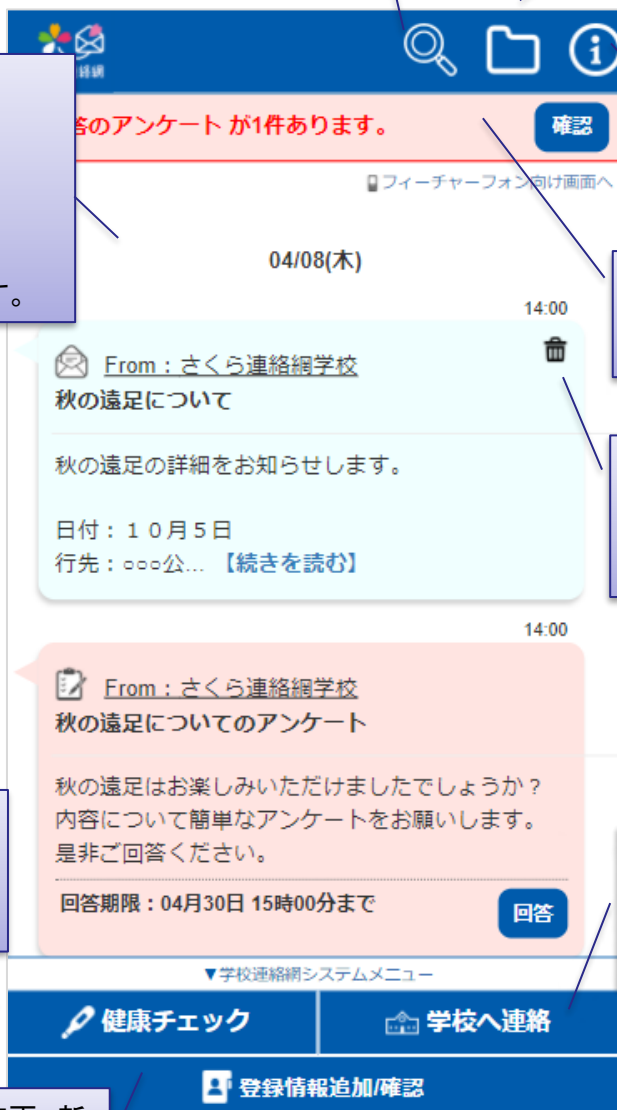 絡網
答のアンケート が1件あります。
確認
フィーチャーフォン向け画面へ
。
04/08(木)
14:00
From：さくら連絡網学校
秋の遠足について
秋の遠足の詳細をお知らせします。
日付：１０月５日
行先：○○○公... 【続きを読む】
14:00
From：さくら連絡網学校
秋の遠足についてのアンケート
秋の遠足はお楽しみいただけましたでしょうか？
内容について簡単なアンケートをお願いします。
是非ご回答ください。
回答期限：04月30日 15時00分まで
回答
▼学校連絡網システムメニュー
健康チェック
学校へ連絡
登録情報追加/確認